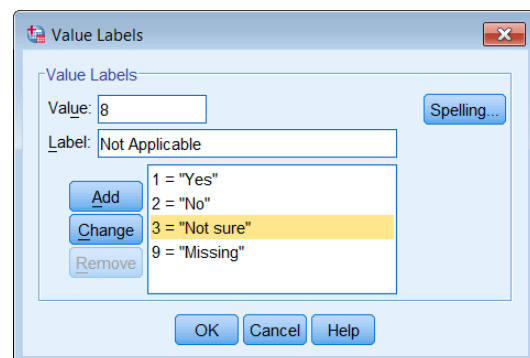 Value Labels
Value Labels
Value: 8
Spelling...
Label: Not Applicable
Add
Change
Remove
1 = "Yes"
2 = "No"
3 = "Not sure"
9 = "Missing"
OK Cancel Help